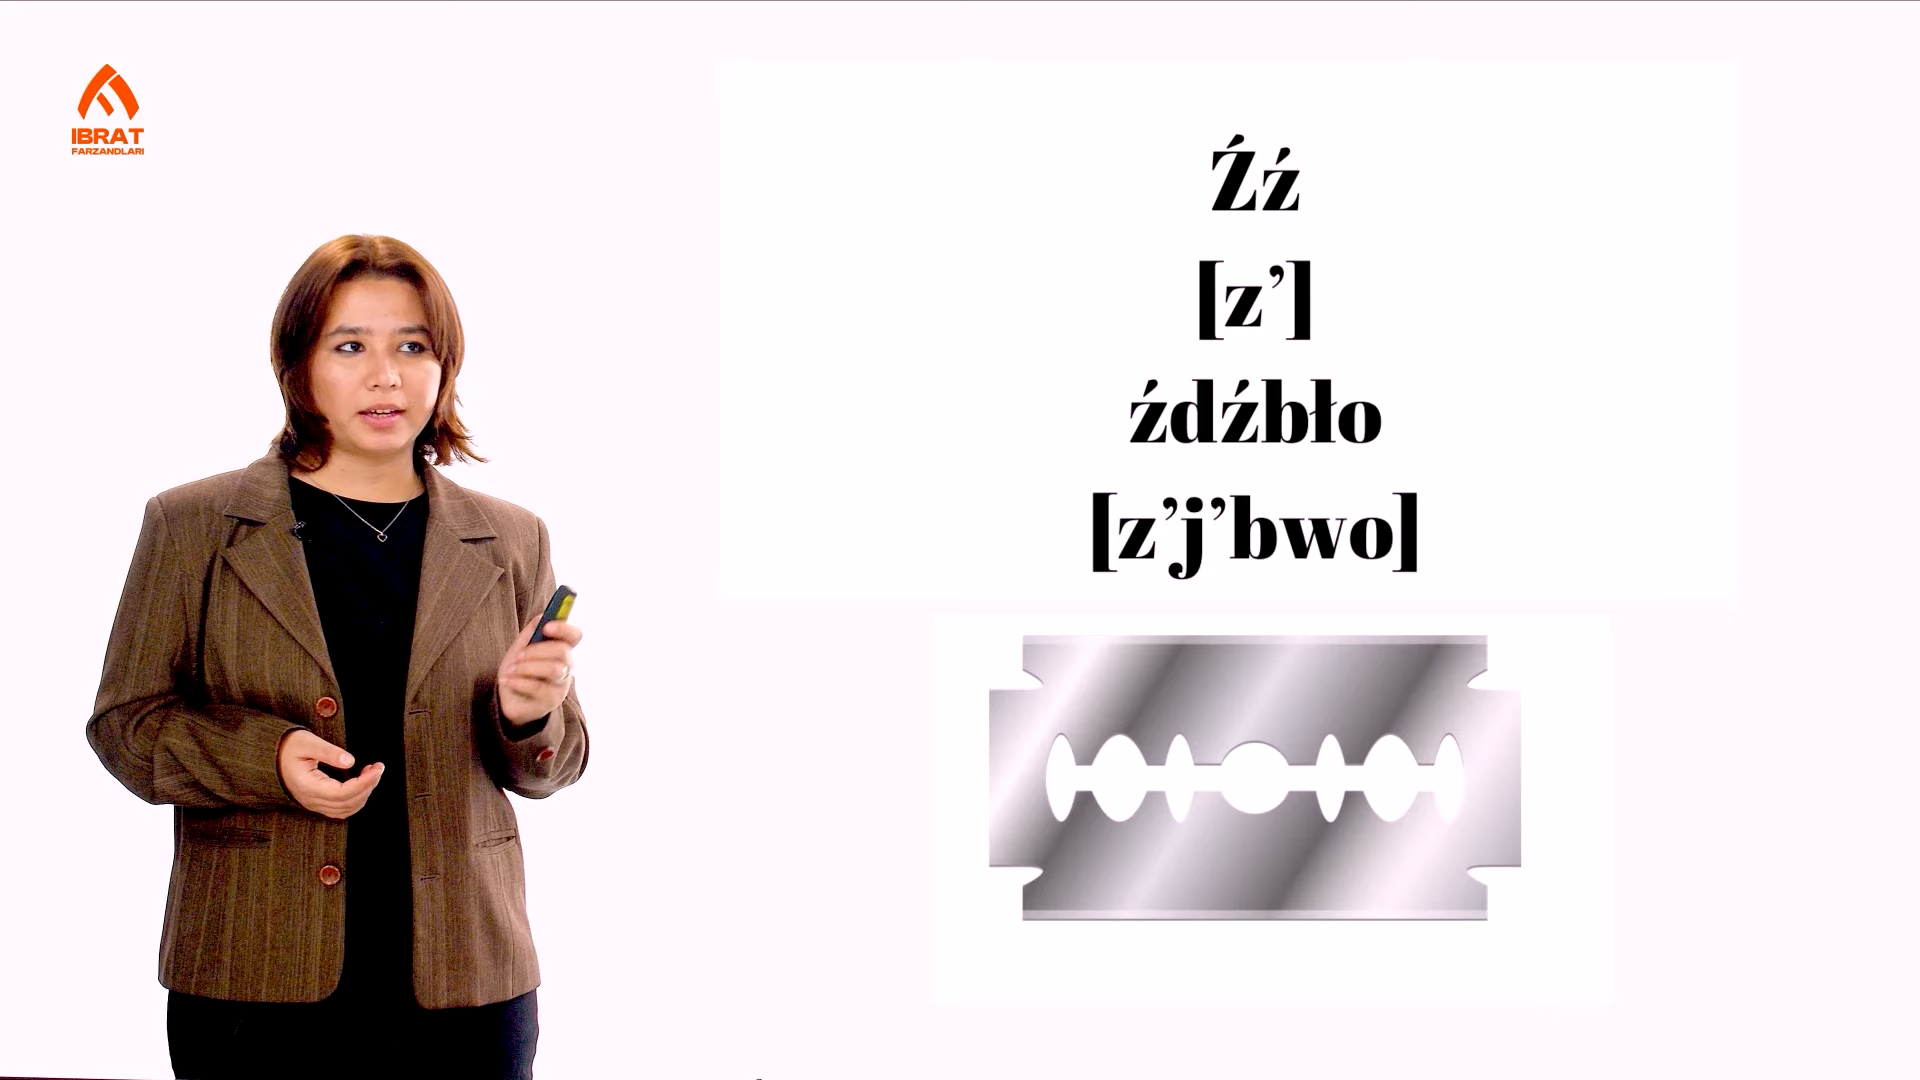 IBRAT
FARZANDLARI
Źź
[z’]
źdźbło
[z’j’bwo]